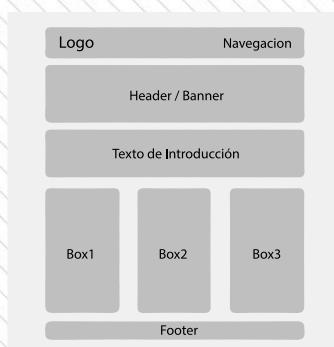 Logo Navegacion
Header / Banner
Texto de Introducción
Box1 Box2 Box3
Footer